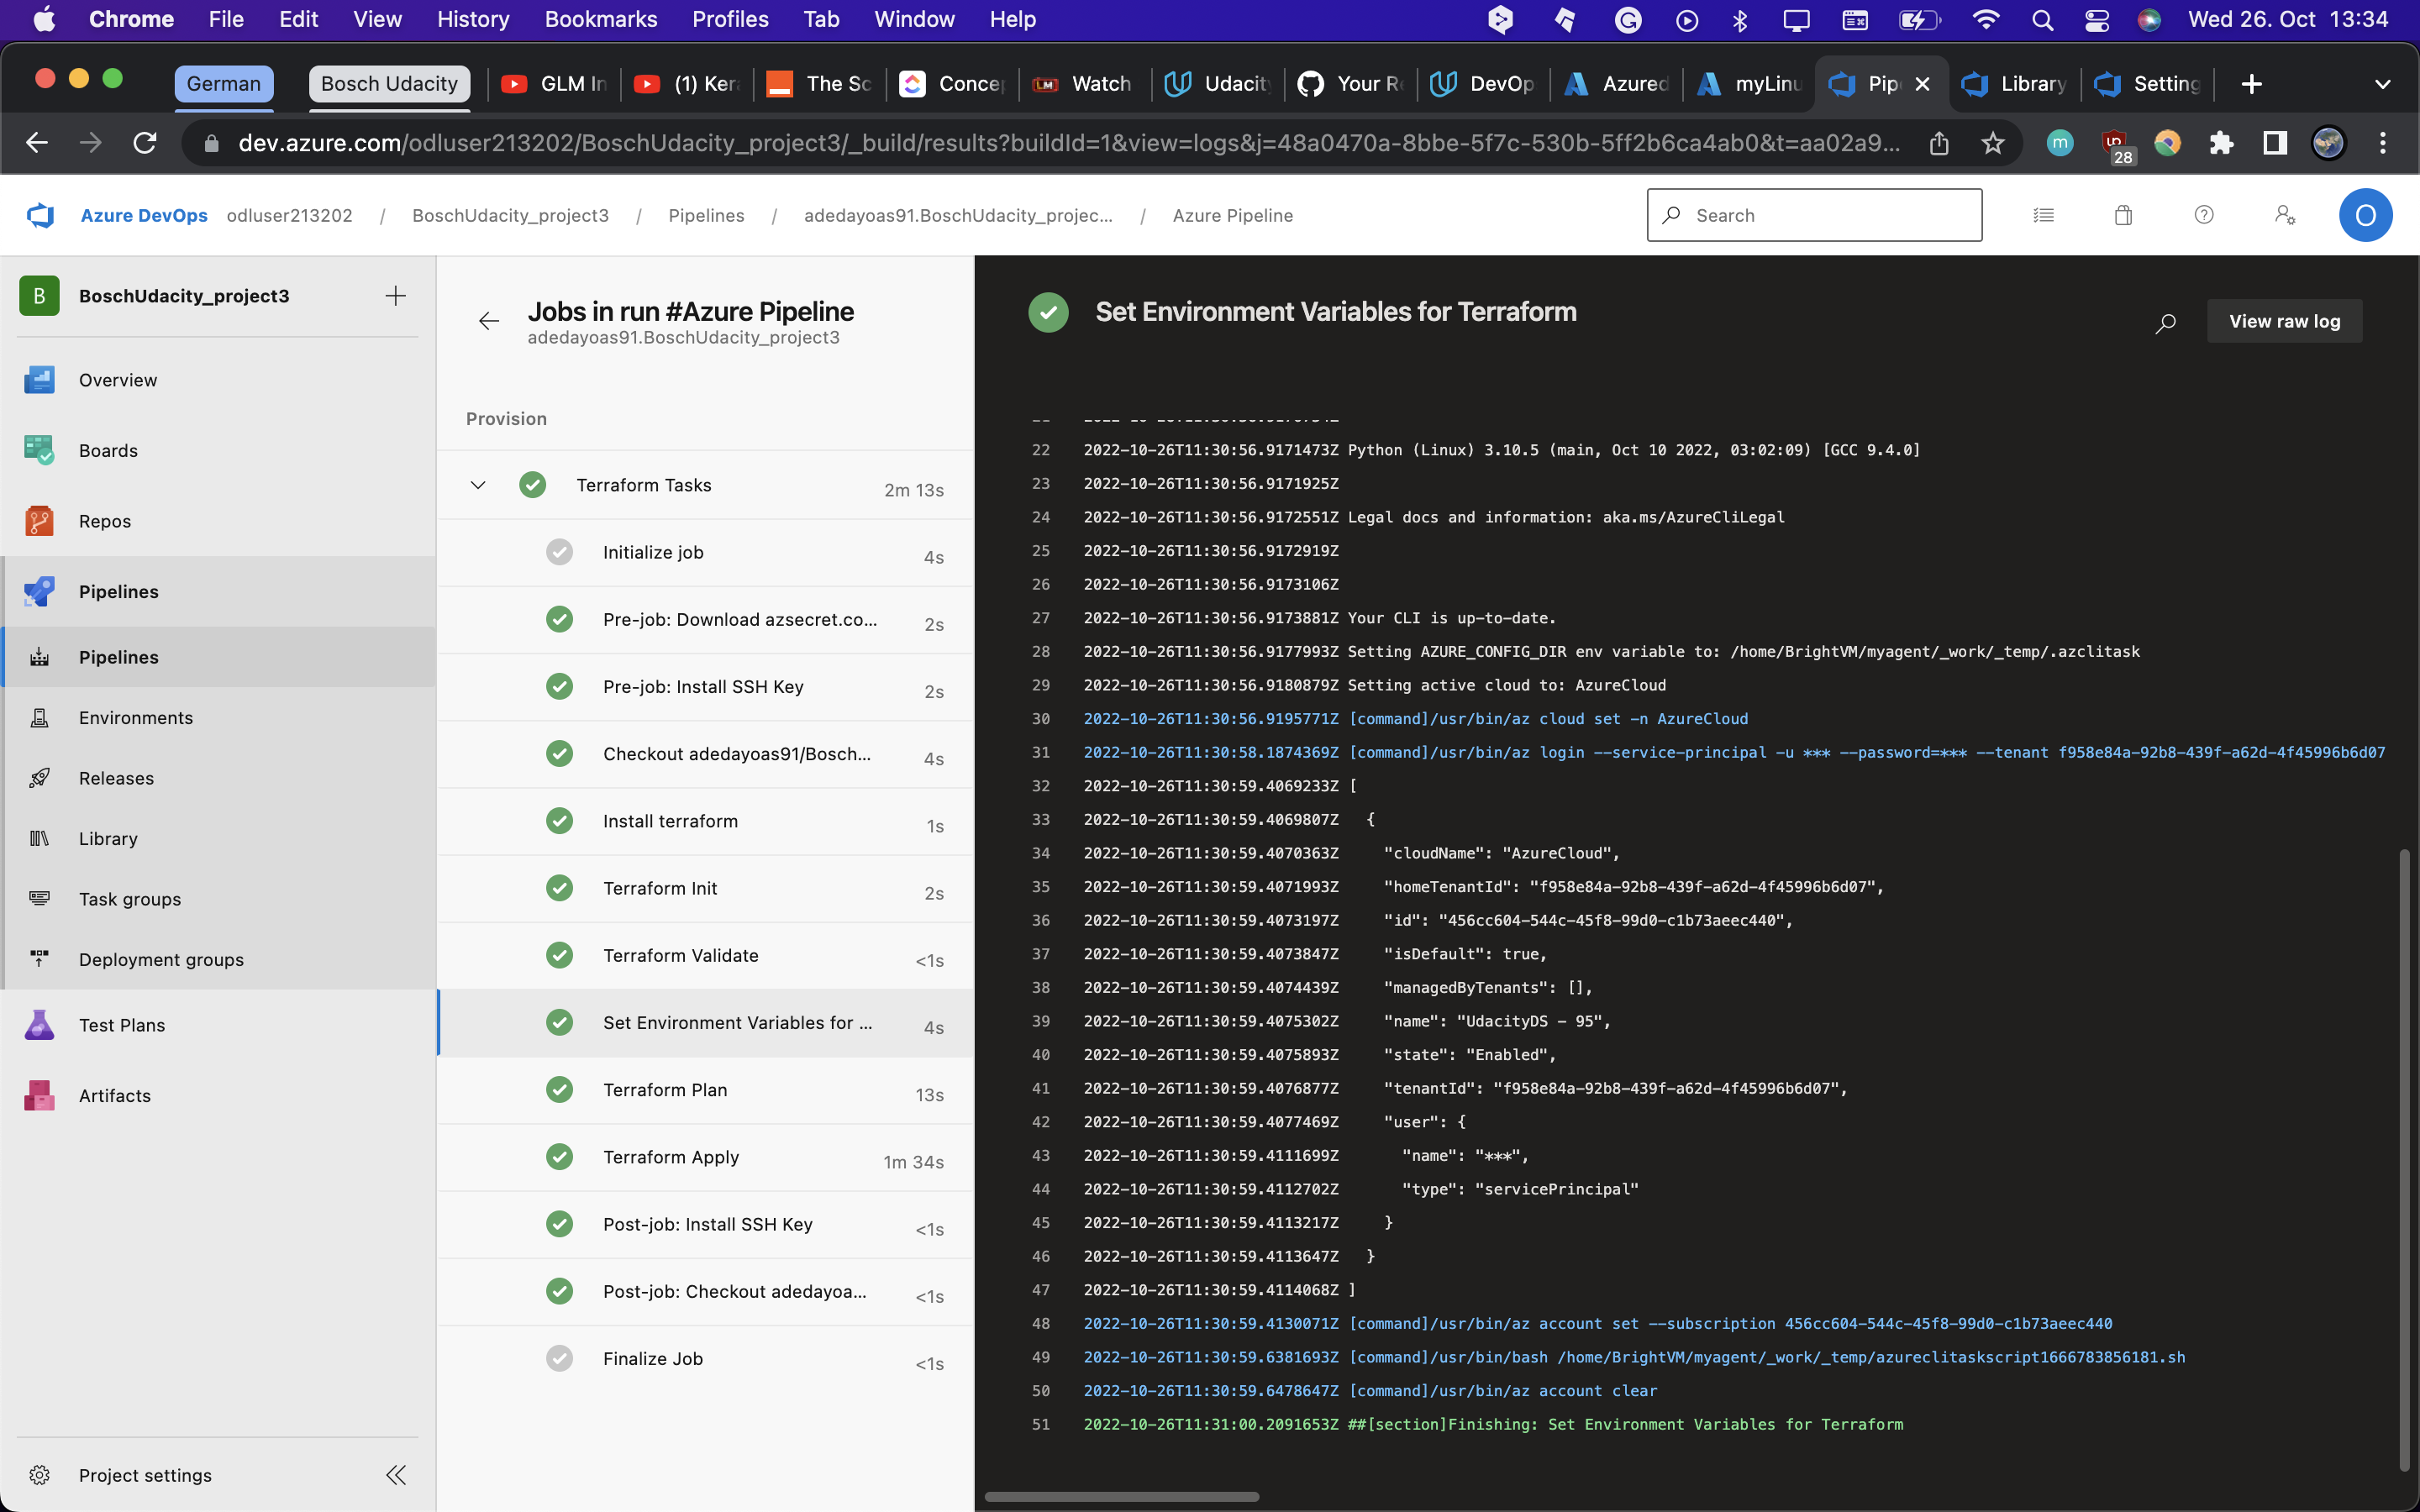 Chrome File Edit View History Bookmarks Profiles Tab Window Help Wed 26. Oct 13:34
German Bosch Udacity GLM In (1) Ker The Sc Concep Watch Udacit Your Re DevOp Azured myLinu Pip Library Setting
dev.azure.com/odluser213202/BoschUdacity_project3/_build/results?buildId=1&view=logs&j=48a0470a-8bbe-5f7c-530b-5ff2b6ca4ab0&t=aa02a9... m 28
Azure DevOps odluser213202 / BoschUdacity_project3 / Pipelines / adedayoas91.BoschUdacity_projec... / Azure Pipeline Search O
B BoschUdacity_project3
Overview
Boards
Repos
Pipelines
Pipelines
Environments
Releases
Library
Task groups
Deployment groups
Test Plans
Artifacts
Project settings
Jobs in run #Azure Pipeline
adedayoas91.BoschUdacity_project3
Provision
Terraform Tasks 2m 13s
Initialize job 4s
Pre-job: Download azsecret.co... 2s
Pre-job: Install SSH Key 2s
Checkout adedayoas91/Bosch... 4s
Install terraform 1s
Terraform Init 2s
Terraform Validate <1s
Set Environment Variables for ... 4s
Terraform Plan 13s
Terraform Apply 1m 34s
Post-job: Install SSH Key <1s
Post-job: Checkout adedayoa... <1s
Finalize Job <1s
Set Environment Variables for Terraform
View raw log
22 2022-10-26T11:30:56.9171473Z Python (Linux) 3.10.5 (main, Oct 10 2022, 03:02:09) [GCC 9.4.0]
23 2022-10-26T11:30:56.9171925Z
24 2022-10-26T11:30:56.9172551Z Legal docs and information: aka.ms/AzureCliLegal
25 2022-10-26T11:30:56.9172919Z
26 2022-10-26T11:30:56.9173106Z
27 2022-10-26T11:30:56.9173881Z Your CLI is up-to-date.
28 2022-10-26T11:30:56.9177993Z Setting AZURE_CONFIG_DIR env variable to: /home/BrightVM/myagent/_work/_temp/.azclitask
29 2022-10-26T11:30:56.9180879Z Setting active cloud to: AzureCloud
30 2022-10-26T11:30:56.9195771Z [command]/usr/bin/az cloud set -n AzureCloud
31 2022-10-26T11:30:58.1874369Z [command]/usr/bin/az login --service-principal -u *** --password=*** --tenant f958e84a-92b8-439f-a62d-4f45996b6d07
32 2022-10-26T11:30:59.4069233Z [
33 2022-10-26T11:30:59.4069807Z {
34 2022-10-26T11:30:59.4070363Z "cloudName": "AzureCloud",
35 2022-10-26T11:30:59.4071993Z "homeTenantId": "f958e84a-92b8-439f-a62d-4f45996b6d07",
36 2022-10-26T11:30:59.4073197Z "id": "456cc604-544c-45f8-99d0-c1b73aeec440",
37 2022-10-26T11:30:59.4073847Z "isDefault": true,
38 2022-10-26T11:30:59.4074439Z "managedByTenants": [],
39 2022-10-26T11:30:59.4075302Z "name": "UdacityDS - 95",
40 2022-10-26T11:30:59.4075893Z "state": "Enabled",
41 2022-10-26T11:30:59.4076877Z "tenantId": "f958e84a-92b8-439f-a62d-4f45996b6d07",
42 2022-10-26T11:30:59.4077469Z "user": {
43 2022-10-26T11:30:59.4111699Z "name": "***",
44 2022-10-26T11:30:59.4112702Z "type": "servicePrincipal"
45 2022-10-26T11:30:59.4113217Z }
46 2022-10-26T11:30:59.4113647Z }
47 2022-10-26T11:30:59.4114068Z ]
48 2022-10-26T11:30:59.4130071Z [command]/usr/bin/az account set --subscription 456cc604-544c-45f8-99d0-c1b73aeec440
49 2022-10-26T11:30:59.6381693Z [command]/usr/bin/bash /home/BrightVM/myagent/_work/_temp/azureclitaskscript1666783856181.sh
50 2022-10-26T11:30:59.6478647Z [command]/usr/bin/az account clear
51 2022-10-26T11:31:00.2091653Z ##[section]Finishing: Set Environment Variables for Terraform